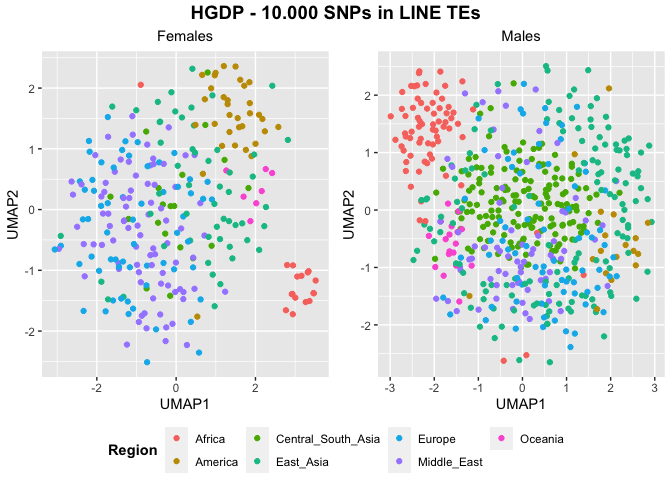 HGDP - 10.000 SNPs in LINE TEs
Females
Males
2
1
0
-1
-2
UMAP2
-2
0
2
UMAP1
2
1
0
-1
-2
UMAP2
-3
-2
-1
0
1
2
3
UMAP1
Region
Africa
Central_South_Asia
Europe
Oceania
America
East_Asia
Middle_East